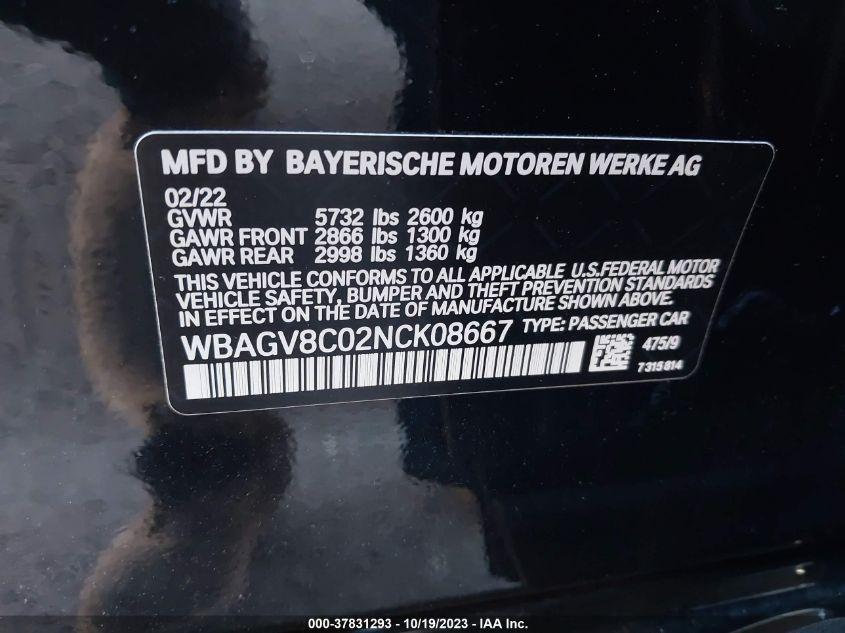 MFD BY BAYERISCHE MOTOREN WERKE AG
02/22
GVWR 5732 lbs 2600 kg
GAWR FRONT 2866 lbs 1300 kg
GAWR REAR 2998 lbs 1360 kg
THIS VEHICLE CONFORMS TO ALL APPLICABLE U.S.FEDERAL MOTOR
VEHICLE SAFETY, BUMPER AND THEFT PREVENTION STANDARDS
IN EFFECT ON THE DATE OF MANUFACTURE SHOWN ABOVE.
WBAGV8C02NCK08667 TYPE: PASSENGER CAR
475/9
7315814
000-37831293 - 10/19/2023 - IAA Inc.